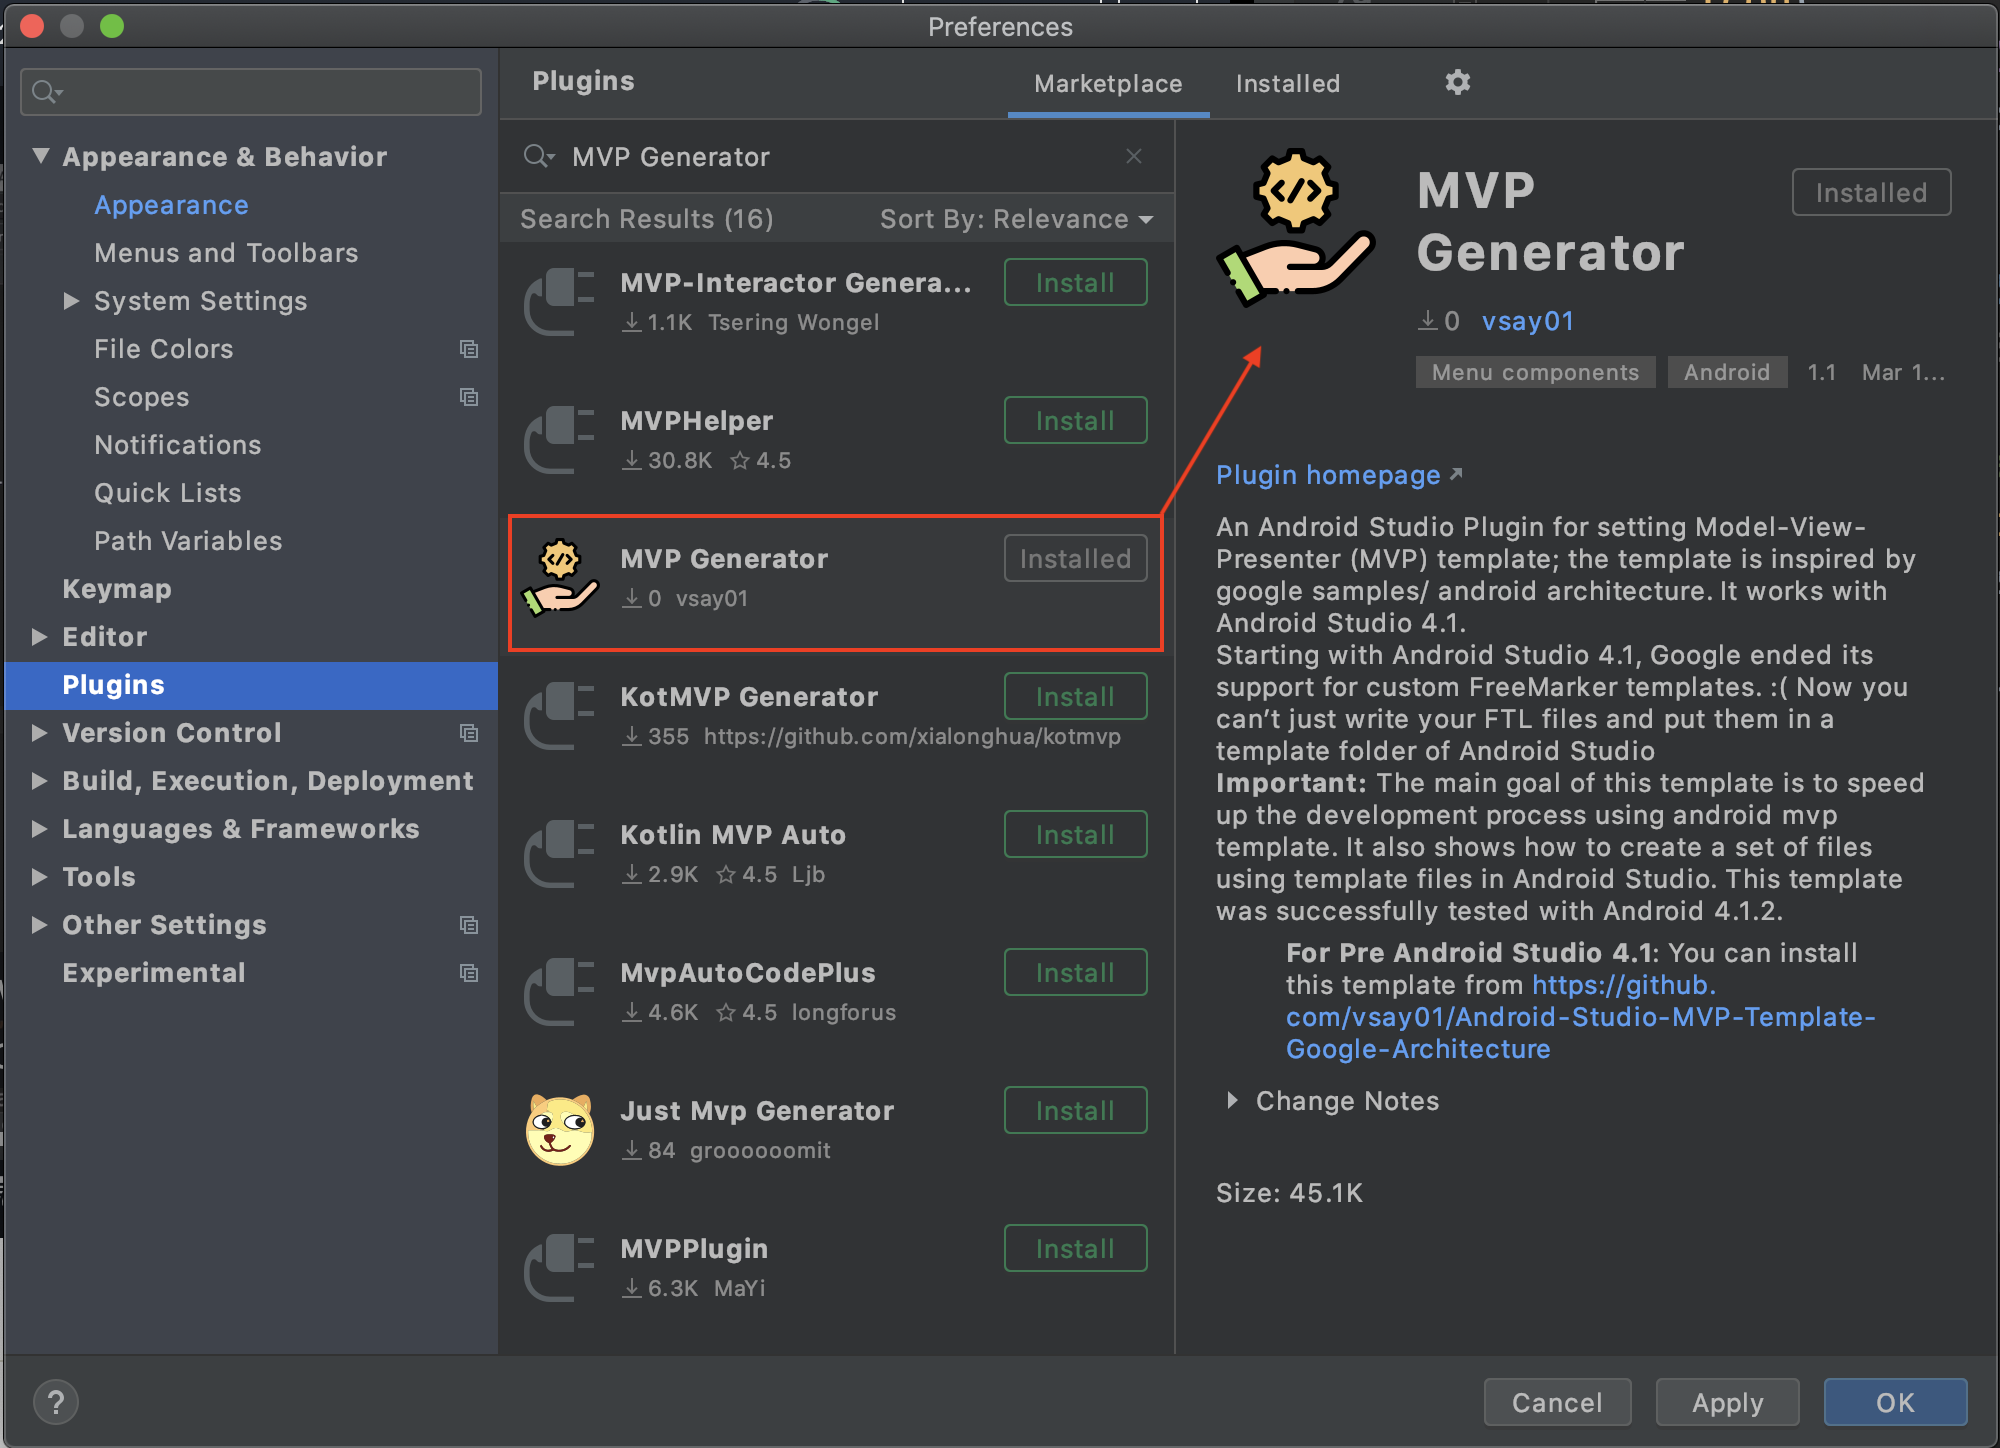 Preferences
Appearance & Behavior
Appearance
Menus and Toolbars
System Settings
File Colors
Scopes
Notifications
Quick Lists
Path Variables
Keymap
Editor
Plugins
Version Control
Build, Execution, Deployment
Languages & Frameworks
Tools
Other Settings
Experimental
Plugins
Marketplace
Installed
MVP Generator
Search Results (16)
Sort By: Relevance
MVP-Interactor Genera...
Install
1.1K Tsering Wongel
MVPHelper
Install
30.8K 4.5
MVP Generator
Installed
0 vsay01
KotMVP Generator
Install
355 https://github.com/xialonghua/kotmvp
Kotlin MVP Auto
Install
2.9K 4.5 Ljb
MvpAutoCodePlus
Install
4.6K 4.5 longforus
Just Mvp Generator
Install
84 groooooomit
MVPPlugin
Install
6.3K MaYi
</>
MVP
Generator
Installed
0 vsay01
Menu components Android 1.1 Mar 1...
Plugin homepage
An Android Studio Plugin for setting Model-View-
Presenter (MVP) template; the template is inspired by
google samples/ android architecture. It works with
Android Studio 4.1.
Starting with Android Studio 4.1, Google ended its
support for custom FreeMarker templates. :( Now you
can’t just write your FTL files and put them in a
template folder of Android Studio
Important: The main goal of this template is to speed
up the development process using android mvp
template. It also shows how to create a set of files
using template files in Android Studio. This template
was successfully tested with Android 4.1.2.
For Pre Android Studio 4.1: You can install
this template from https://github.
com/vsay01/Android-Studio-MVP-Template-
Google-Architecture
Change Notes
Size: 45.1K
?
Cancel
Apply
OK